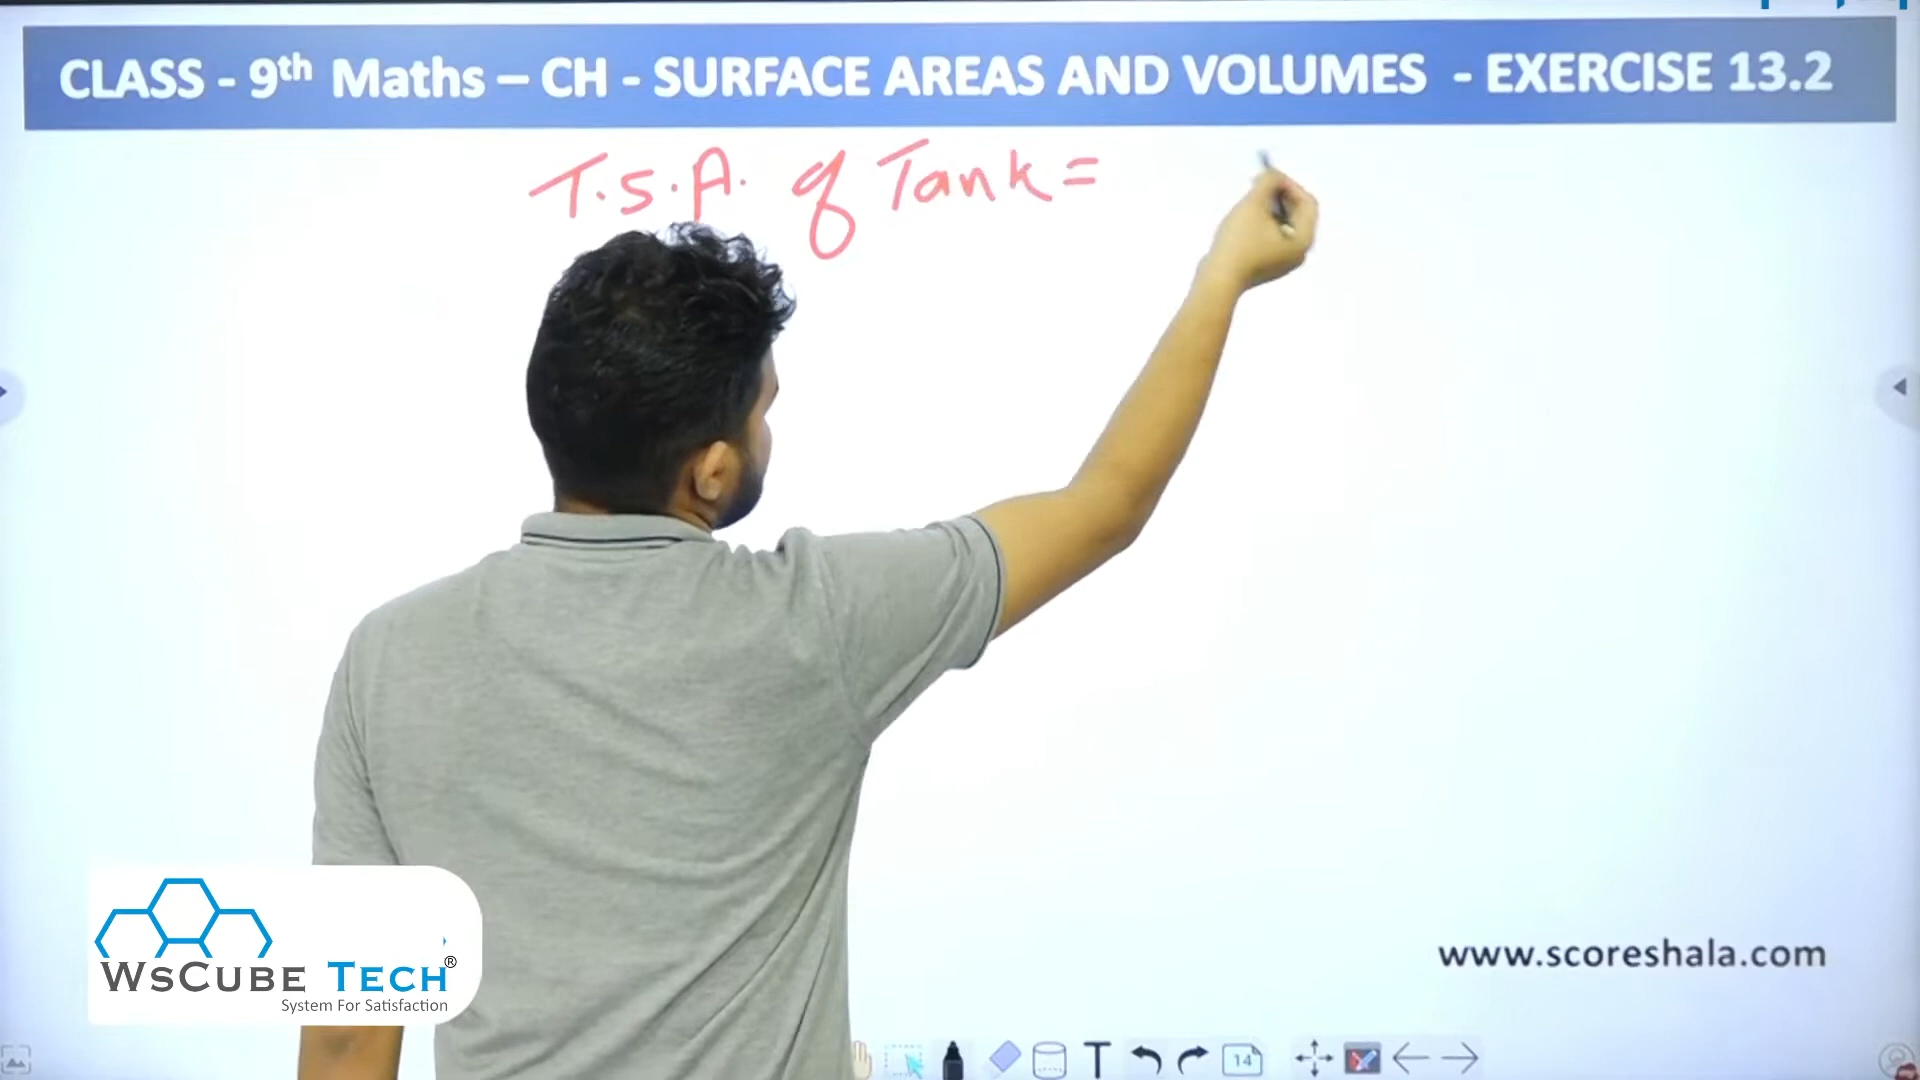 CLASS - 9th Maths – CH - SURFACE AREAS AND VOLUMES - EXERCISE 13.2
T.S.A. of Tank =
WSCUBE TECH®
System For Satisfaction
www.scoreshala.com
T
14